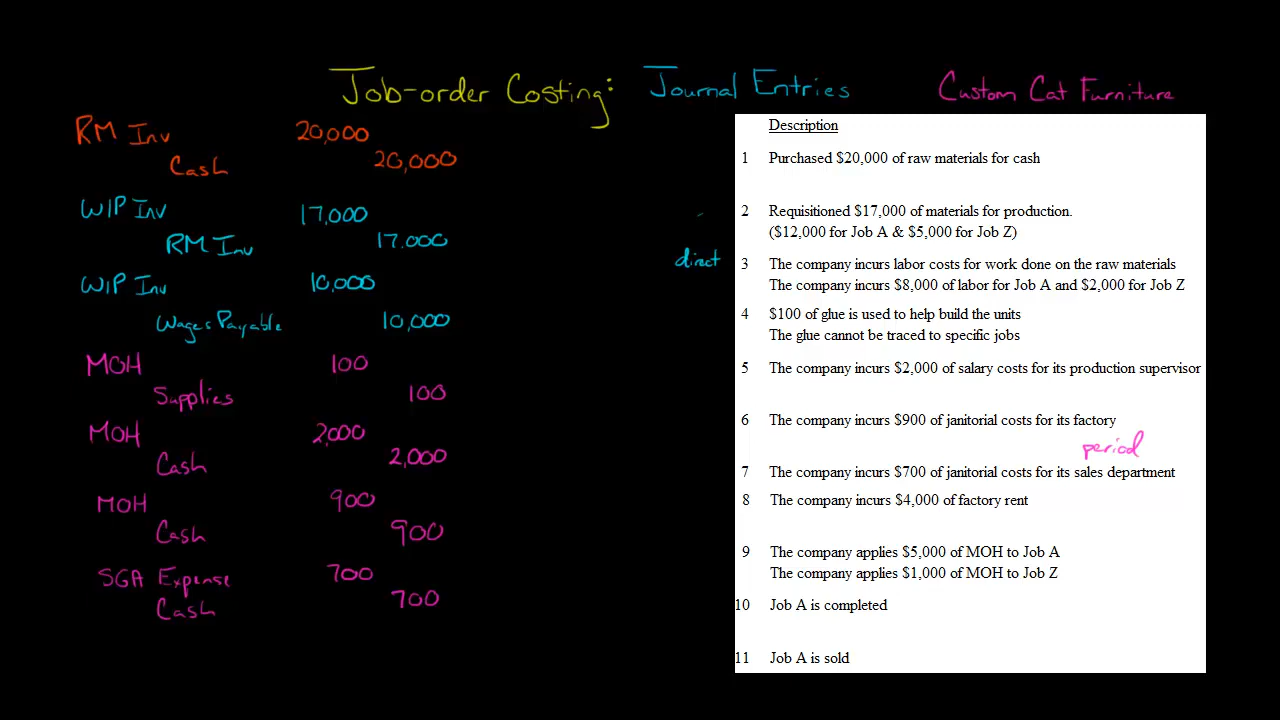 Job-order Costing: Journal Entries Custom Cat Furniture
RM Inv 20,000
Cash 20,000
WIP Inv 17,000
RM Inv 17,000
WIP Inv 10,000
Wages Payable 10,000
MOH 100
Supplies 100
MOH 2,000
Cash 2,000
MOH 900
Cash 900
SGA Expense 700
Cash 700
Description
1 Purchased $20,000 of raw materials for cash
2 Requisitioned $17,000 of materials for production.
($12,000 for Job A & $5,000 for Job Z)
direct
3 The company incurs labor costs for work done on the raw materials
The company incurs $8,000 of labor for Job A and $2,000 for Job Z
4 $100 of glue is used to help build the units
The glue cannot be traced to specific jobs
5 The company incurs $2,000 of salary costs for its production supervisor
6 The company incurs $900 of janitorial costs for its factory
period
7 The company incurs $700 of janitorial costs for its sales department
8 The company incurs $4,000 of factory rent
9 The company applies $5,000 of MOH to Job A
The company applies $1,000 of MOH to Job Z
10 Job A is completed
11 Job A is sold